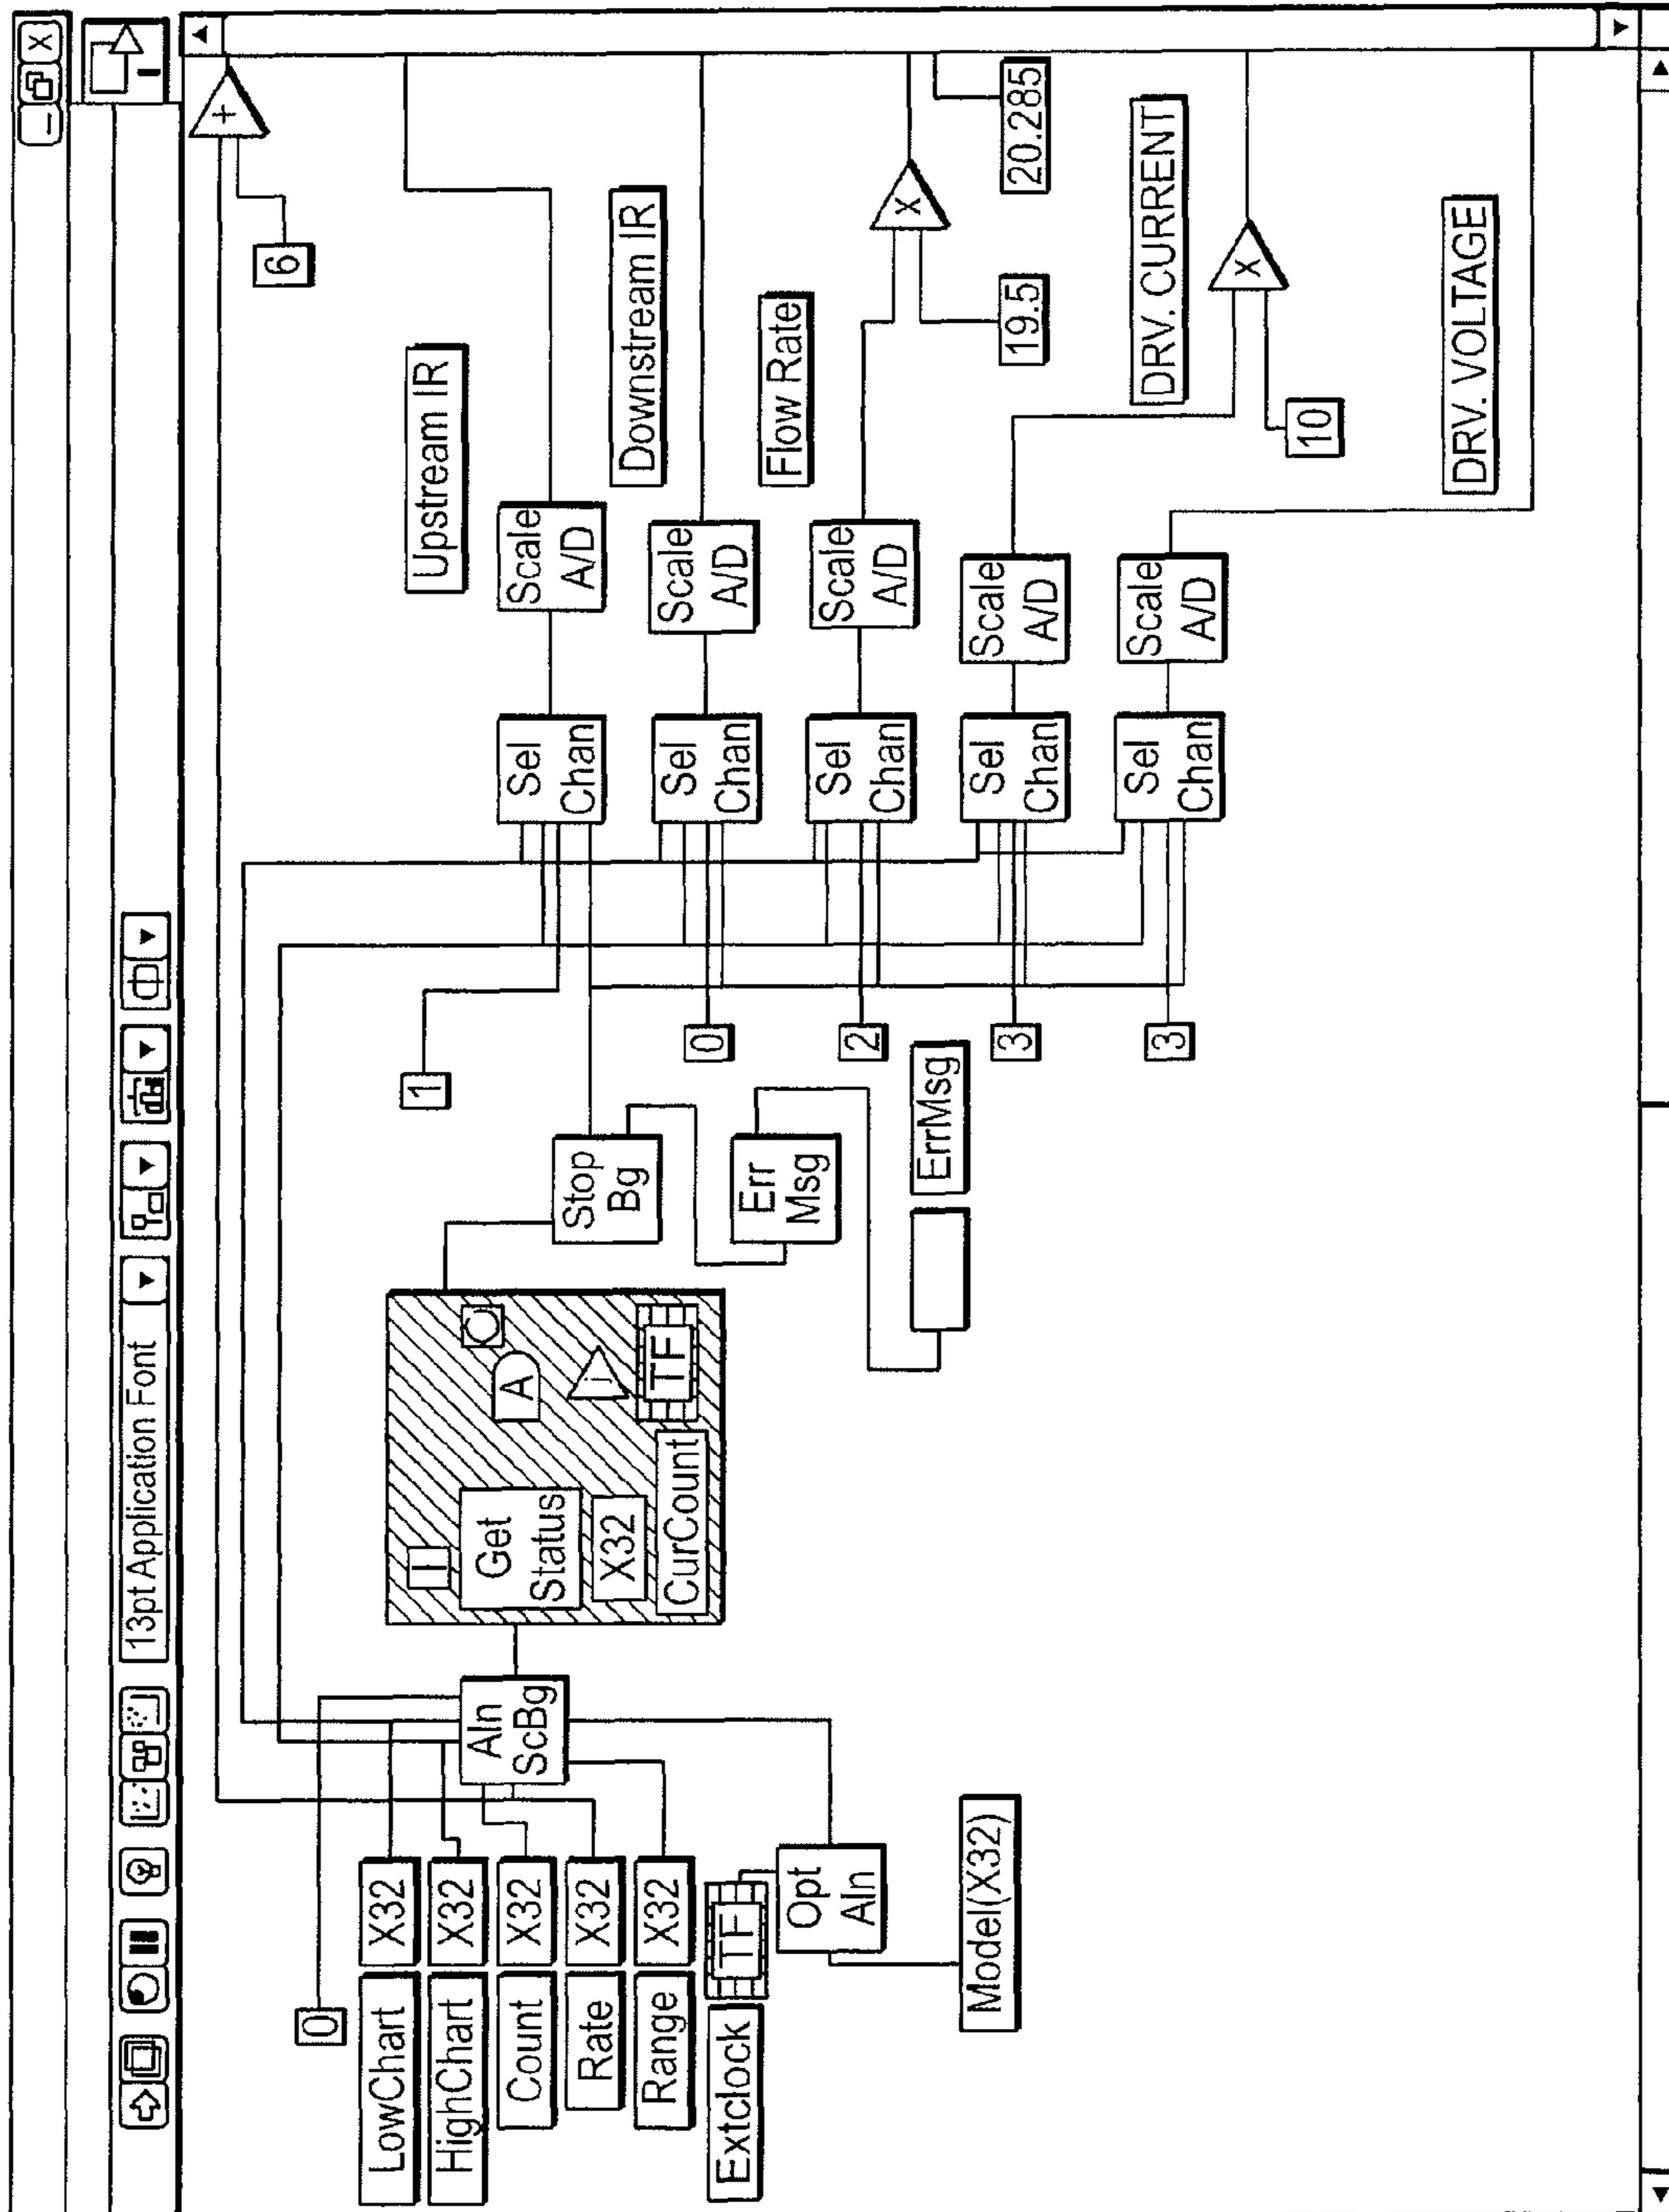 13pt Application Font
+
6
0
LowChart
X32
HighChart
X32
Count
X32
Rate
X32
Range
X32
Extclock
TF
Opt
AIn
Model(X32)
AIn
ScBg
I
Get
Status
X32
CurCount
A
TF
Stop
Bg
Err
Msg
ErrMsg
1
0
2
3
3
Sel
Chan
Scale
A/D
Upstream IR
Sel
Chan
Scale
A/D
Downstream IR
Sel
Chan
Scale
A/D
Flow Rate
X
19.5
20.285
Sel
Chan
Scale
A/D
DRV. CURRENT
X
10
Sel
Chan
Scale
A/D
DRV. VOLTAGE